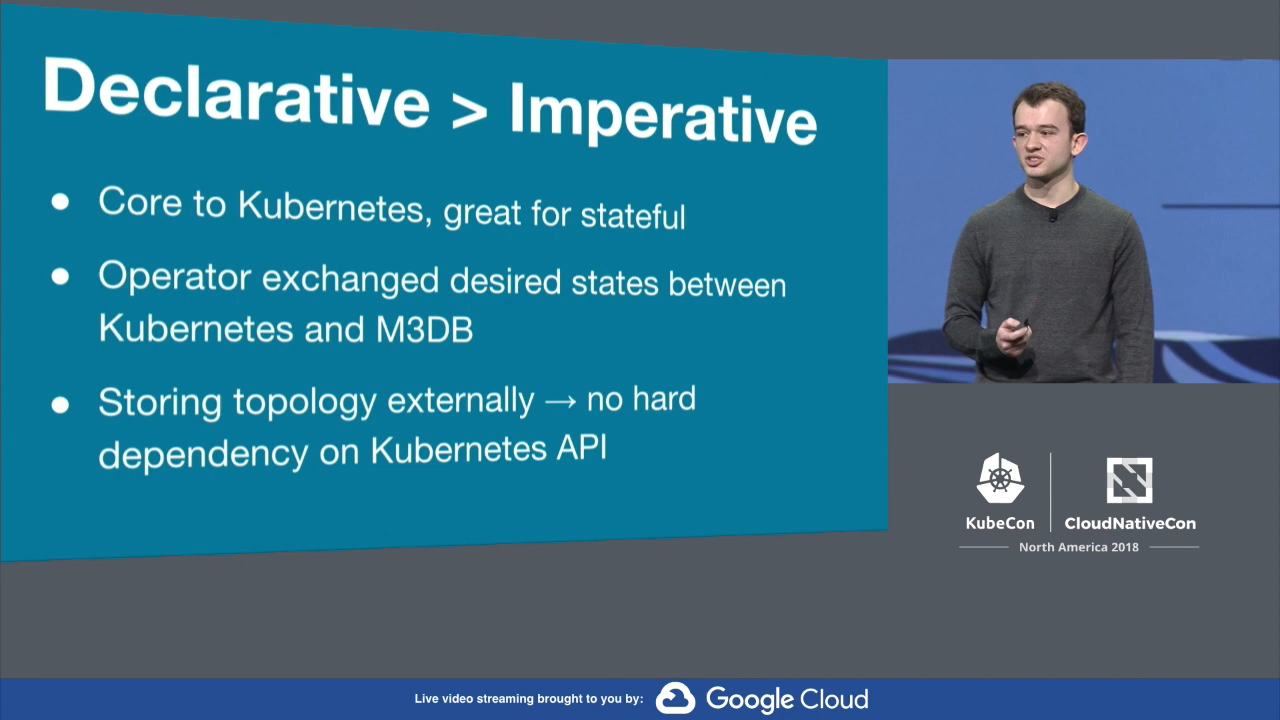 Declarative > Imperative
● Core to Kubernetes, great for stateful
● Operator exchanged desired states between
Kubernetes and M3DB
● Storing topology externally → no hard
dependency on Kubernetes API
KubeCon
CloudNativeCon
North America 2018
Live video streaming brought to you by:
Google Cloud